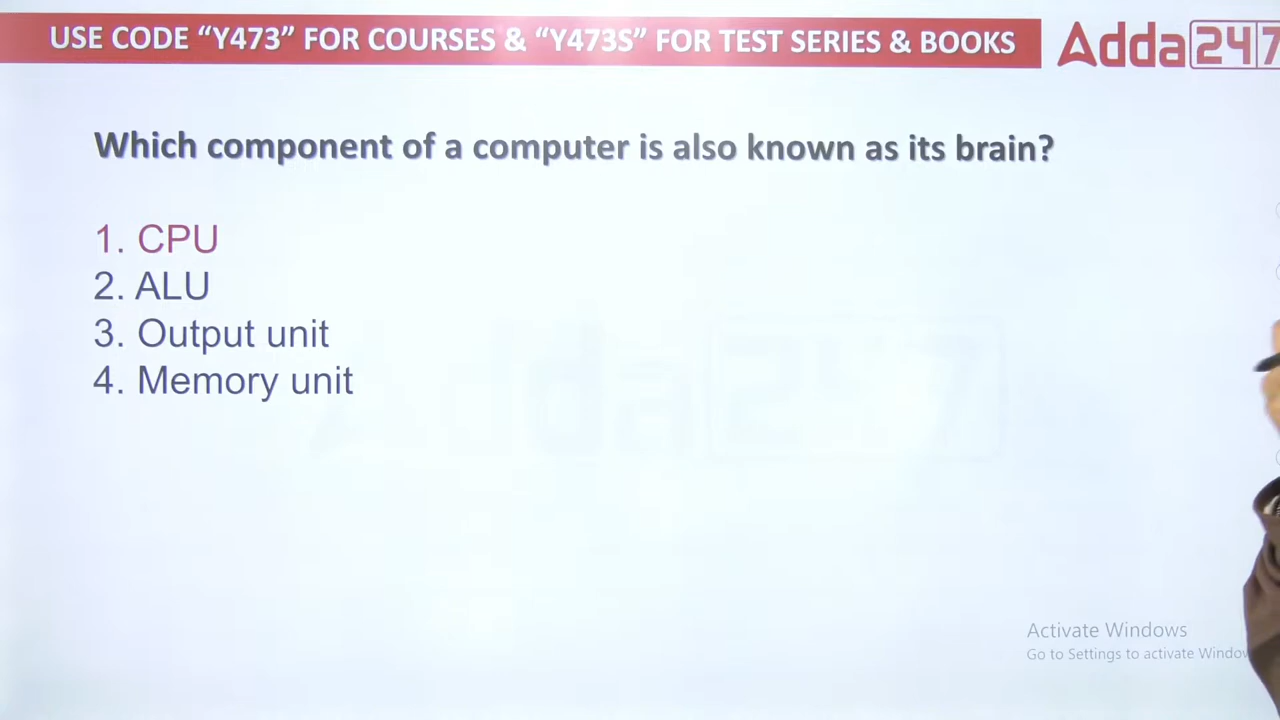 USE CODE “Y473” FOR COURSES & “Y473S” FOR TEST SERIES & BOOKS
Adda247
Which component of a computer is also known as its brain?
1. CPU
2. ALU
3. Output unit
4. Memory unit
Adda247
Activate Windows
Go to Settings to activate Window